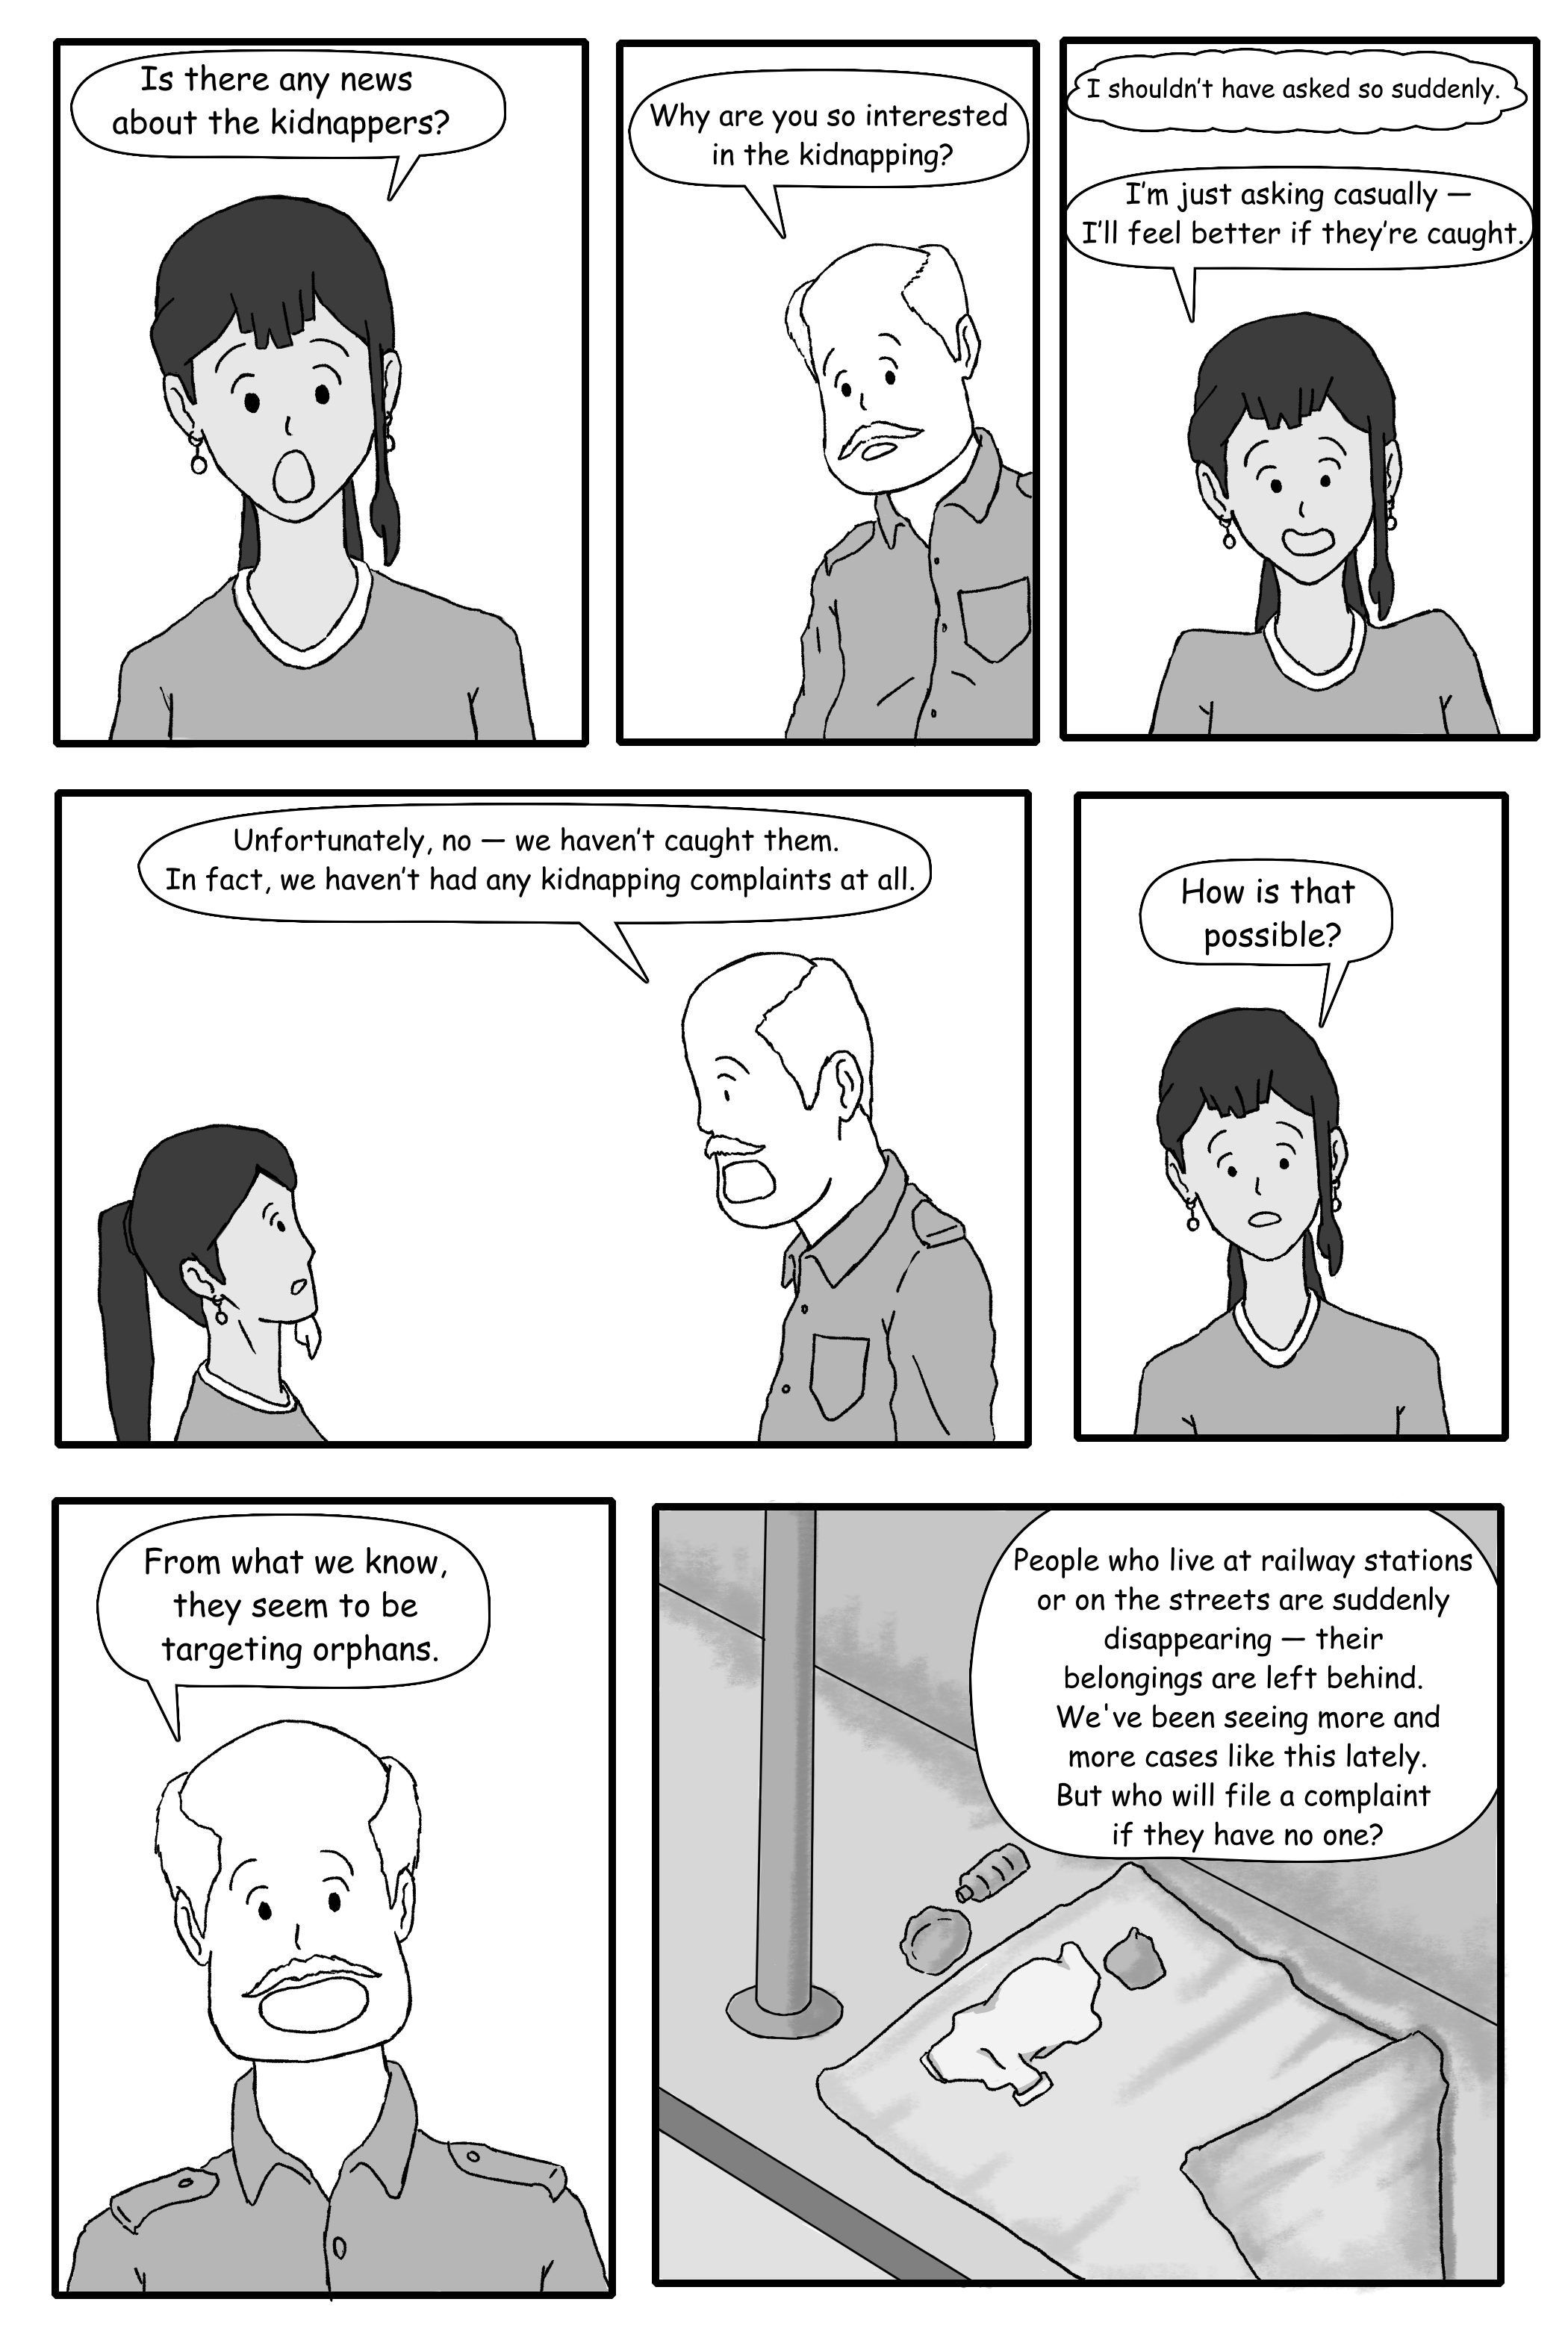 Is there any news
about the kidnappers?
Why are you so interested
in the kidnapping?
I shouldn't have asked so suddenly.
I'm just asking casually —
I'll feel better if they're caught.
Unfortunately, no — we haven't caught them.
In fact, we haven't had any kidnapping complaints at all.
How is that
possible?
From what we know,
they seem to be
targeting orphans.
People who live at railway stations
or on the streets are suddenly
disappearing — their
belongings are left behind.
We've been seeing more and
more cases like this lately.
But who will file a complaint
if they have no one?